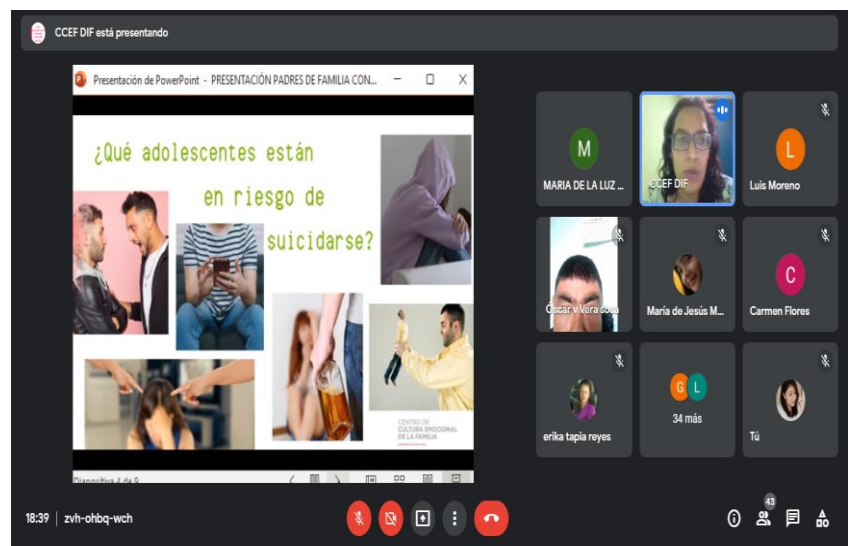 CCEF DIF está presentando
Presentación de PowerPoint - PRESENTACIÓN PADRES DE FAMILIA CON...
¿Qué adolescentes están
en riesgo de
suicidarse?
CENTRO DE
CULTURA EMOCIONAL
DE LA FAMILIA
Diapositiva 4 de 9
M
MARIA DE LA LUZ ...
CCEF DIF
L
Luis Moreno
Óscar v Vera sosa
María de Jesús M...
C
Carmen Flores
erika tapia reyes
G L
34 más
Tú
18:39 | zvh-ohbq-wch
43